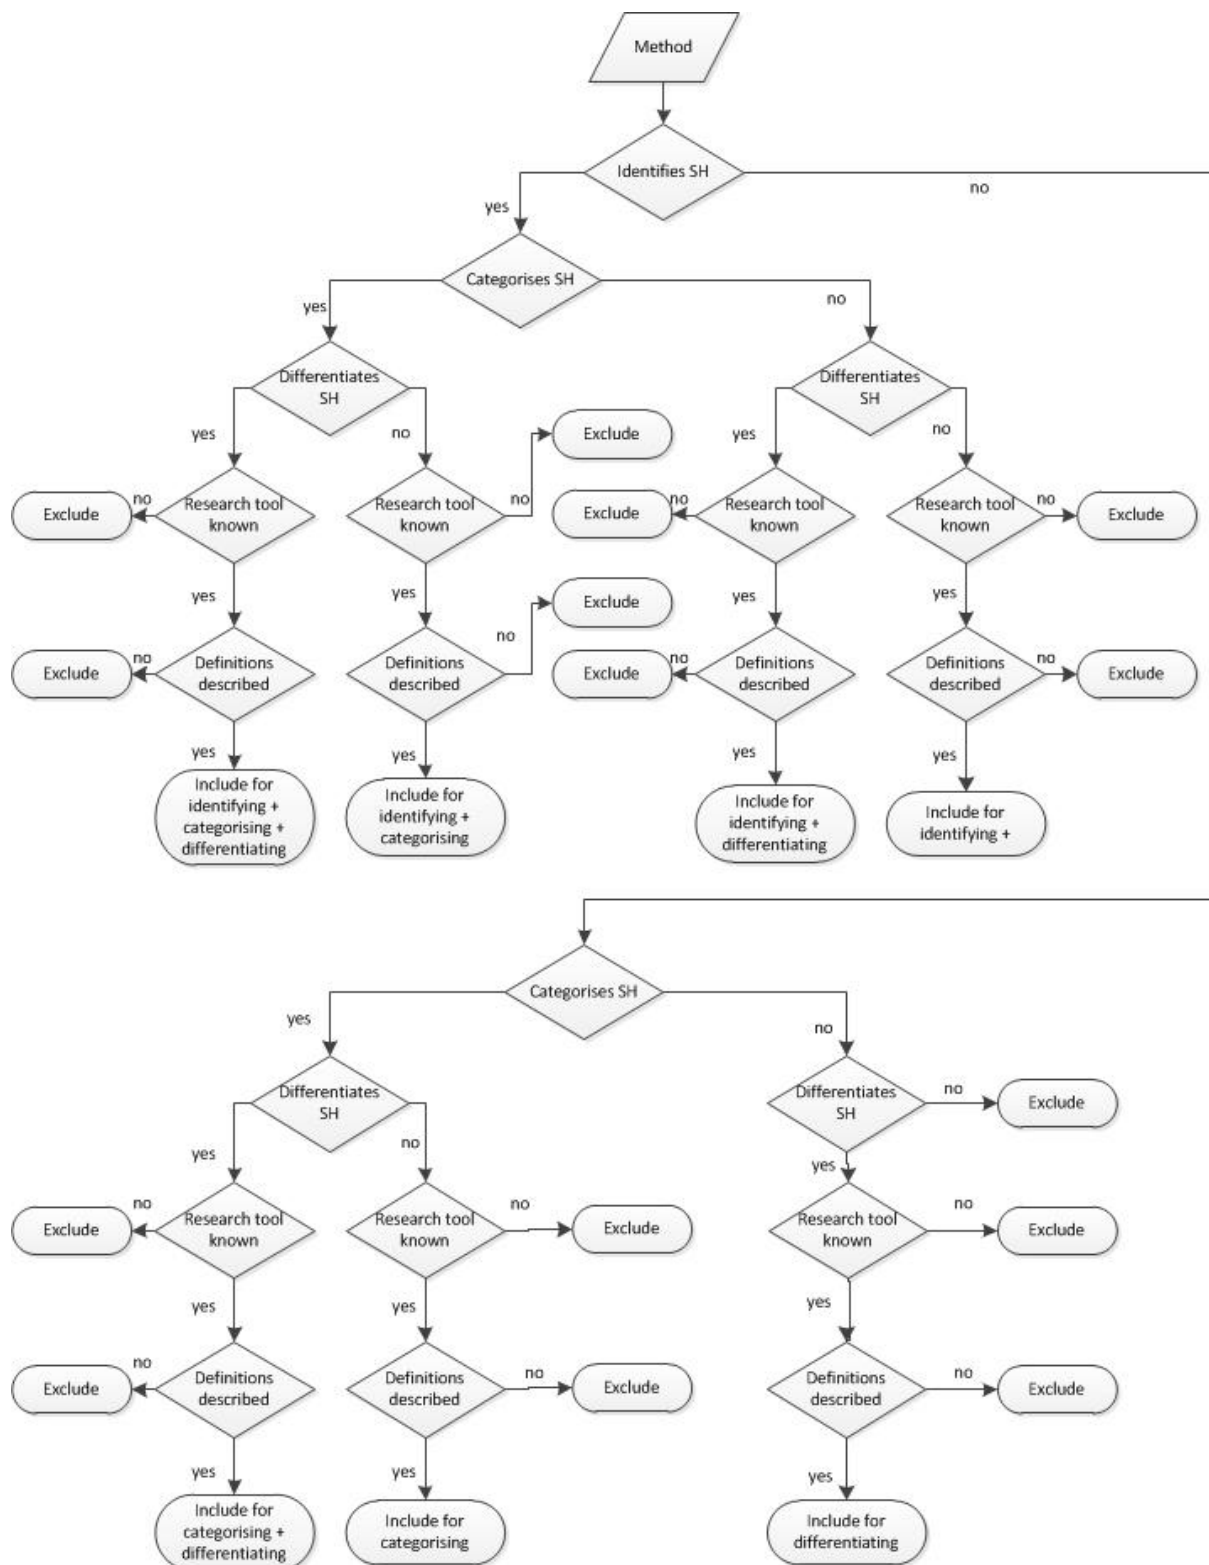 Method
Identifies SH
no
yes
Categorises SH
yes
no
Differentiates
SH
Differentiates
SH
yes
no
Exclude
yes
no
Exclude
no
Research tool
known
Research tool
known
no
Exclude
no
Research tool
known
Research tool
known
no
Exclude
yes
yes
Exclude
yes
yes
Exclude
no
Definitions
described
Definitions
described
no
Exclude
no
Definitions
described
Definitions
described
no
Exclude
yes
yes
yes
yes
Include for
identifying +
categorising +
differentiating
Include for
identifying +
categorising
Include for
identifying +
differentiating
Include for
identifying +
Categorises SH
yes
no
Differentiates
SH
Differentiates
SH
no
Exclude
yes
no
yes
Exclude
no
Research tool
known
Research tool
known
no
Exclude
Research tool
known
no
Exclude
yes
yes
yes
Exclude
no
Definitions
described
Definitions
described
no
Exclude
Definitions
described
no
Exclude
yes
yes
yes
Include for
categorising +
differentiating
Include for
categorising
Include for
differentiating